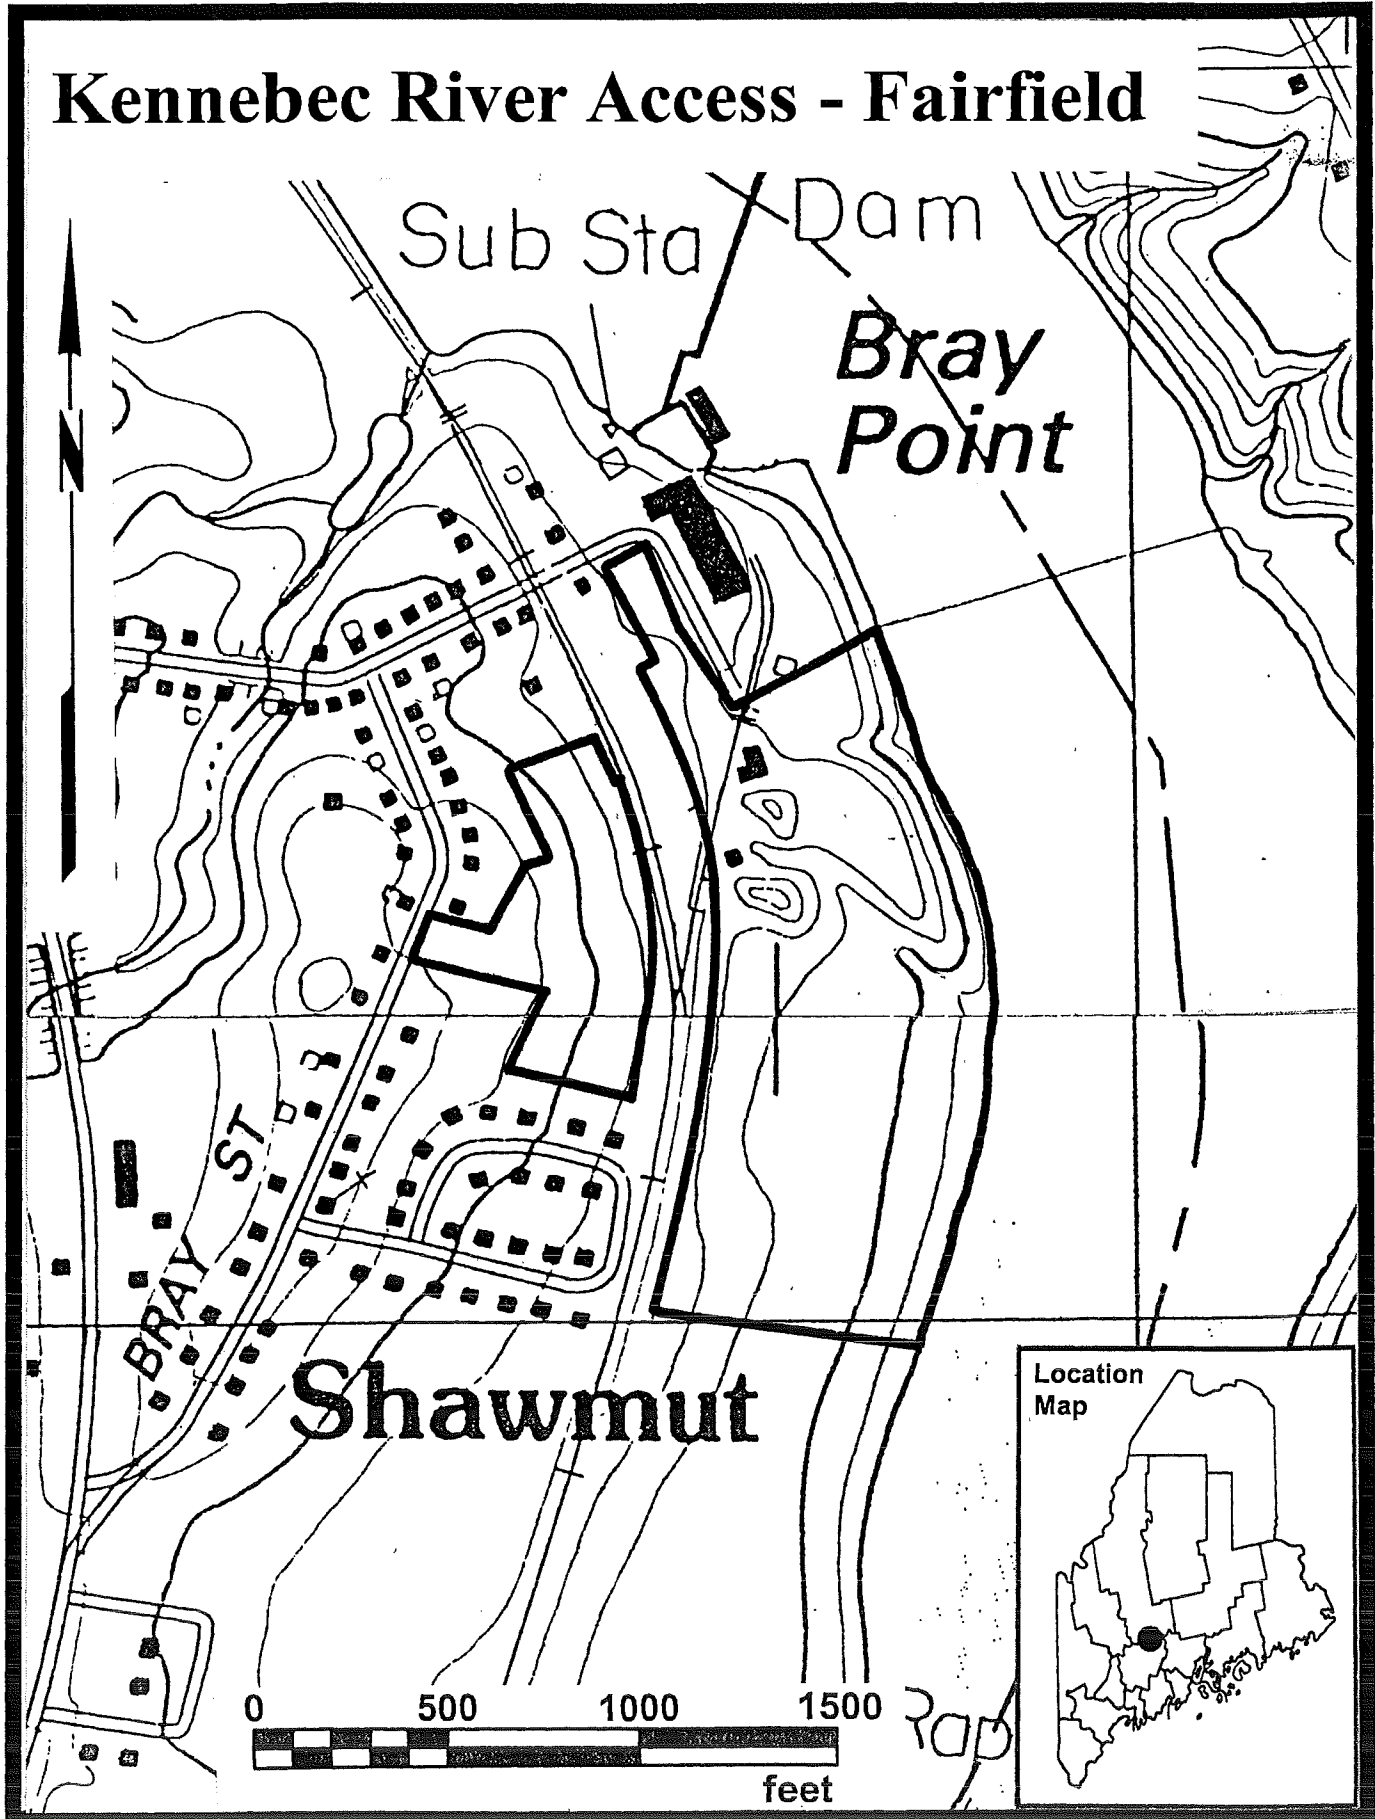 Kennebec River Access - Fairfield
Sub Sta
Dam
Bray
Point
N
BRAY ST
Shawmut
Location
Map
0 500 1000 1500
feet
Rap